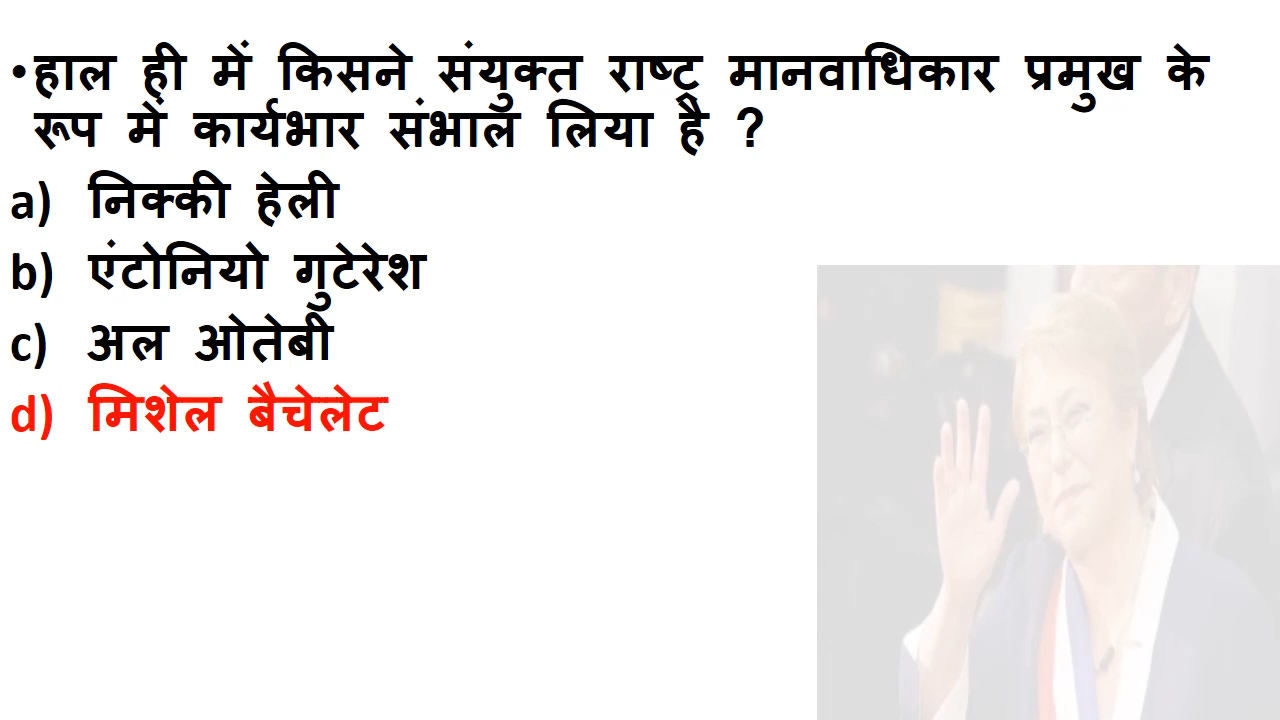 •हाल ही में किसने संयुक्त राष्ट्र मानवाधिकार प्रमुख के
रूप में कार्यभार संभाल लिया है ?
a) निक्की हेली
b) एंटोनियो गुटेरेश
c) अल ओतेबी
d) मिशेल बैचेलेट